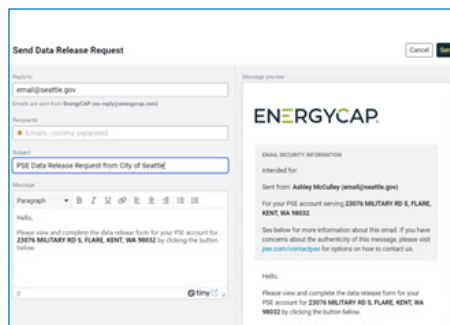 Send Data Release Request
Cancel
Reply-to
email@seattle.gov
Emails are sent from EnergyCAP (no-reply@energycap.com)
Recipients
Emails, comma separated
Subject
PSE Data Release Request from City of Seattle
Message
Paragraph
B I U
Hello,
Please view and complete the data release form for your PSE account for
23076 MILITARY RD S, FLARE, KENT, WA 98032 by clicking the button
below.
p
tiny
Message preview
ENERGYCAP
EMAIL SECURITY INFORMATION
Intended for:
Sent from: Ashley McCulley (email@seattle.gov)
For your PSE account serving 23076 MILITARY RD S, FLARE,
KENT, WA 98032
See below for more information about this email. If you have
concerns about the authenticity of this message, please visit
pse.com/contactpse for options on how to contact us.
Hello,
Please view and complete the data release form for your
PSE account for 23076 MILITARY RD S, FLARE, KENT, WA
98032 by clicking the button below.